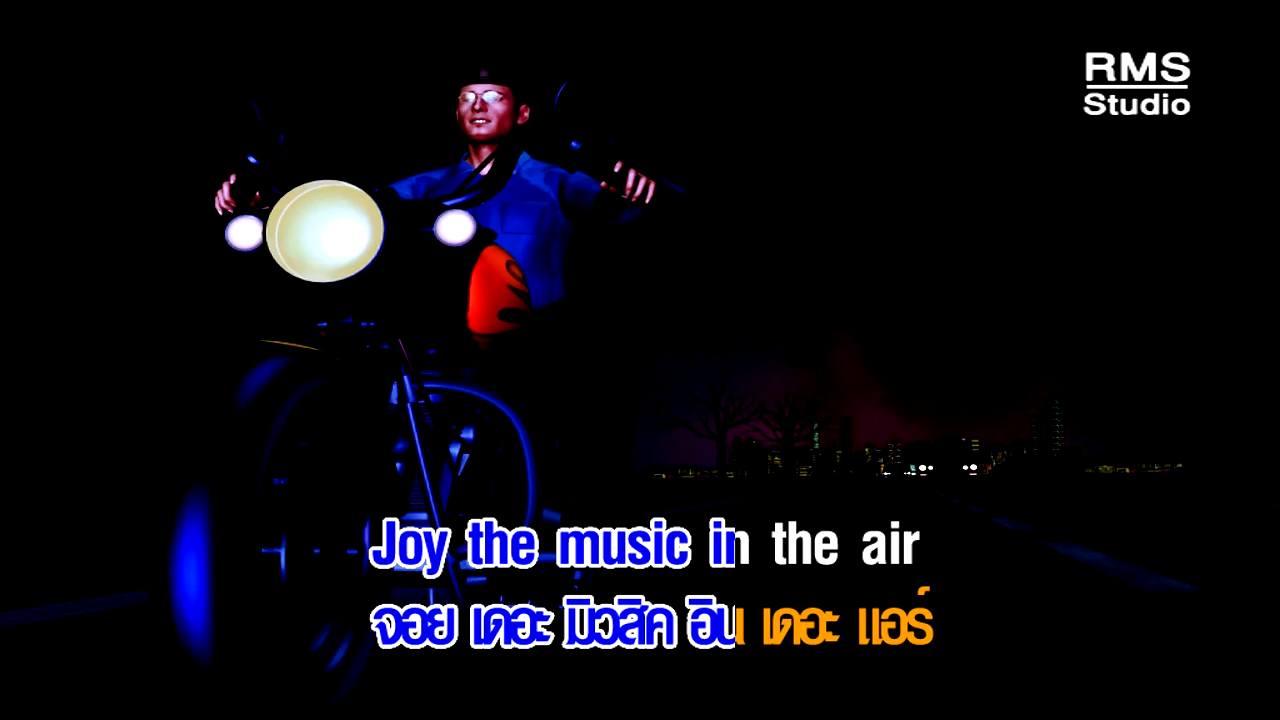 RMS
Studio
Joy the music in the air
จอย เดอะ มิวสิค อิน เดอะ แอร์